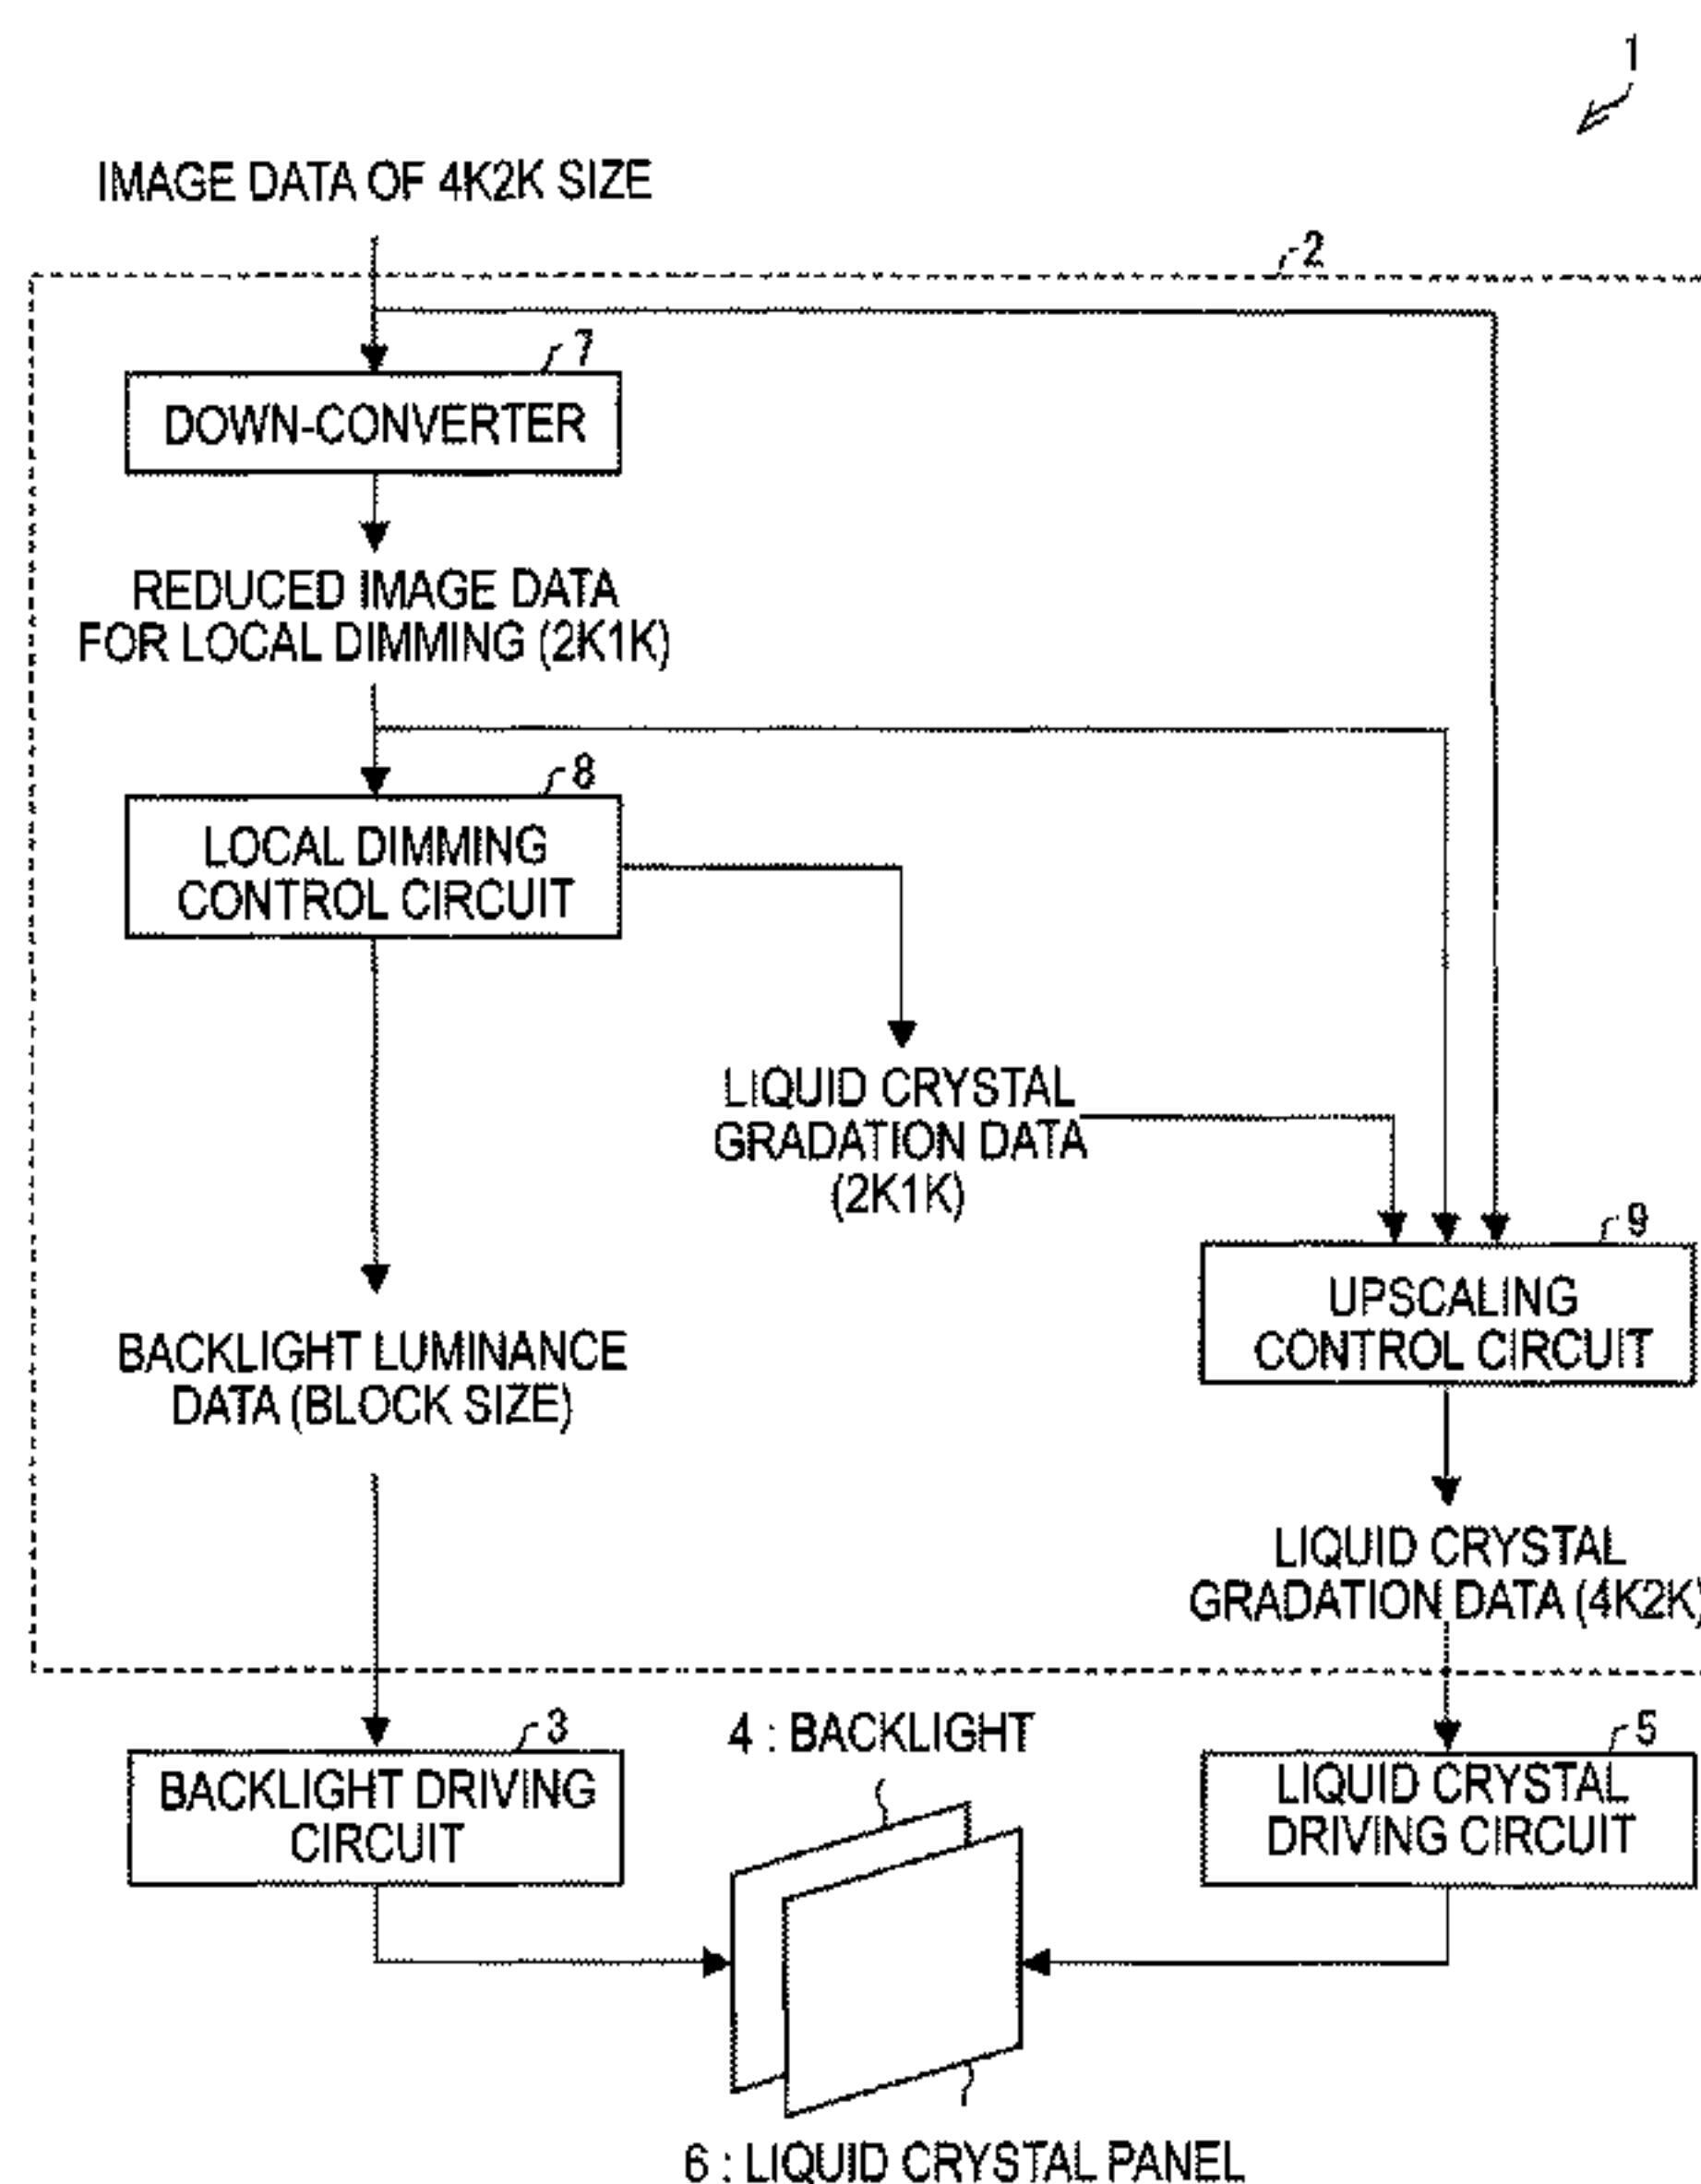 1
IMAGE DATA OF 4K2K SIZE
2
7
DOWN-CONVERTER
REDUCED IMAGE DATA
FOR LOCAL DIMMING (2K1K)
8
LOCAL DIMMING
CONTROL CIRCUIT
LIQUID CRYSTAL
GRADATION DATA
(2K1K)
9
UPSCALING
CONTROL CIRCUIT
BACKLIGHT LUMINANCE
DATA (BLOCK SIZE)
LIQUID CRYSTAL
GRADATION DATA (4K2K)
3
BACKLIGHT DRIVING
CIRCUIT
4 : BACKLIGHT
5
LIQUID CRYSTAL
DRIVING CIRCUIT
6 : LIQUID CRYSTAL PANEL